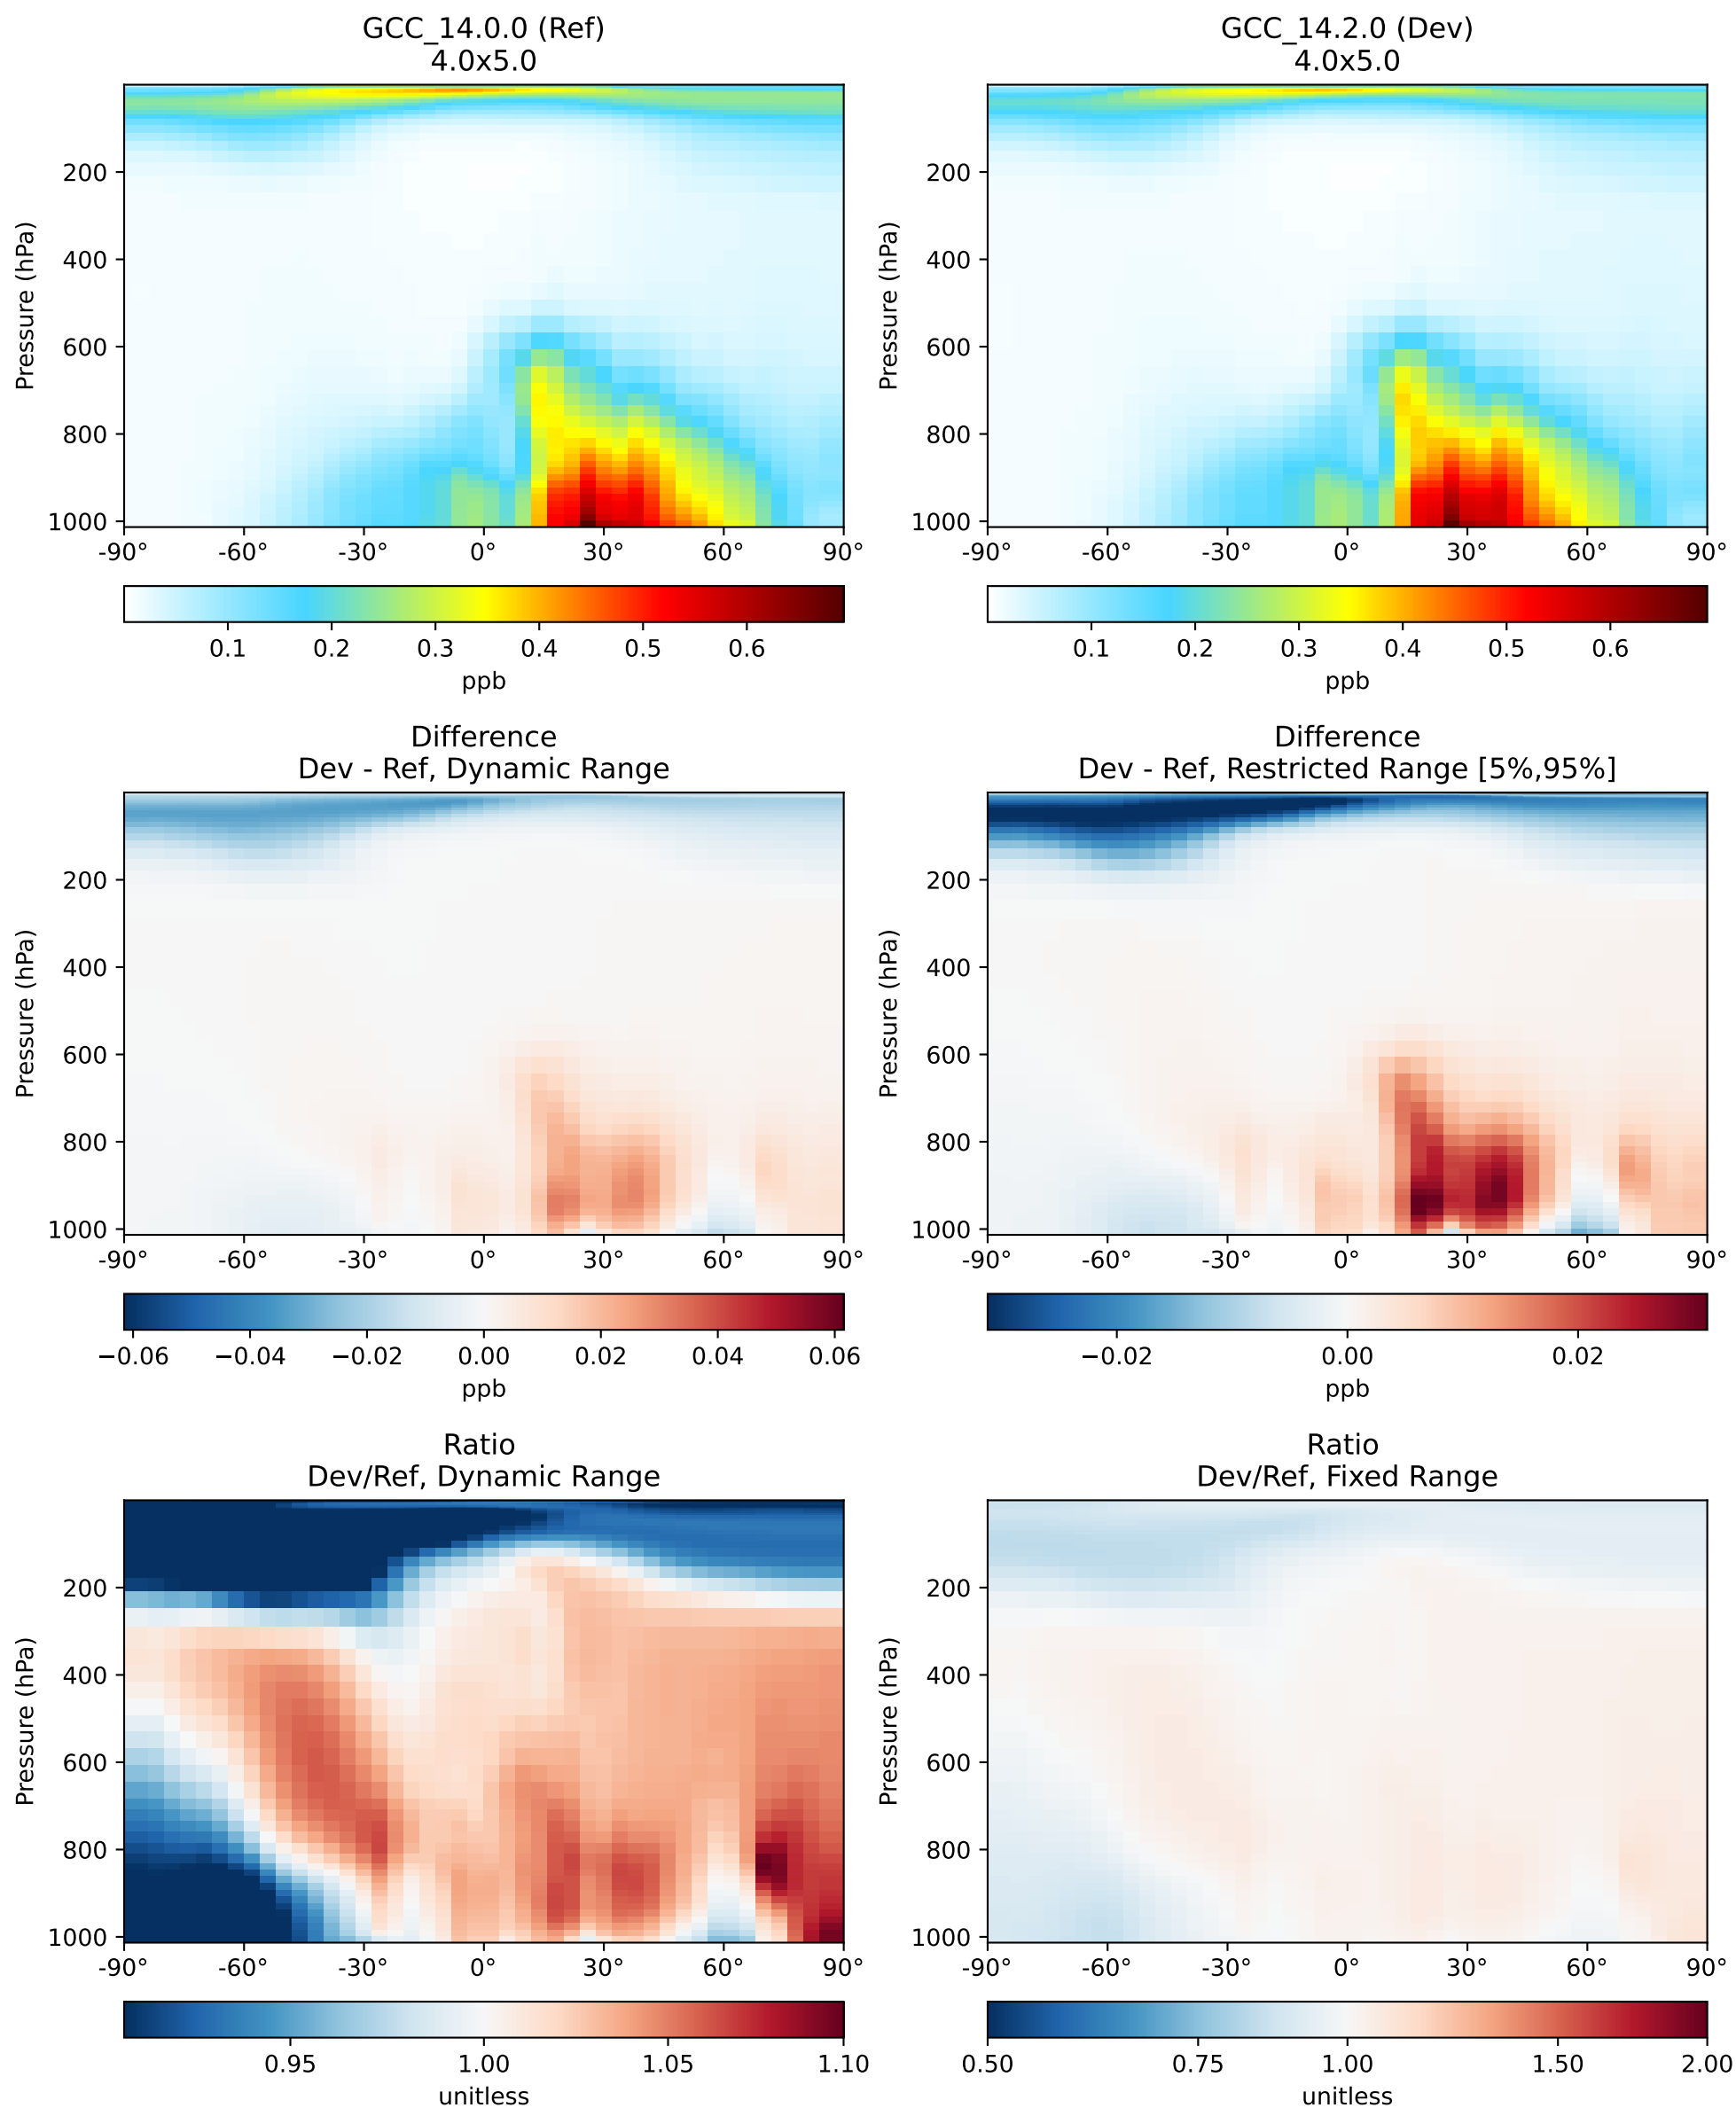 GCC_14.0.0 (Ref)
4.0x5.0
Pressure (hPa)
200
400
600
800
1000
-90° -60° -30° 0° 30° 60° 90°
0.1 0.2 0.3 0.4 0.5 0.6
ppb
GCC_14.2.0 (Dev)
4.0x5.0
Pressure (hPa)
200
400
600
800
1000
-90° -60° -30° 0° 30° 60° 90°
0.1 0.2 0.3 0.4 0.5 0.6
ppb
Difference
Dev - Ref, Dynamic Range
Pressure (hPa)
200
400
600
800
1000
-90° -60° -30° 0° 30° 60° 90°
−0.06 −0.04 −0.02 0.00 0.02 0.04 0.06
ppb
Difference
Dev - Ref, Restricted Range [5%,95%]
Pressure (hPa)
200
400
600
800
1000
-90° -60° -30° 0° 30° 60° 90°
−0.02 0.00 0.02
ppb
Ratio
Dev/Ref, Dynamic Range
Pressure (hPa)
200
400
600
800
1000
-90° -60° -30° 0° 30° 60° 90°
0.95 1.00 1.05 1.10
unitless
Ratio
Dev/Ref, Fixed Range
Pressure (hPa)
200
400
600
800
1000
-90° -60° -30° 0° 30° 60° 90°
0.50 0.75 1.00 1.50 2.00
unitless